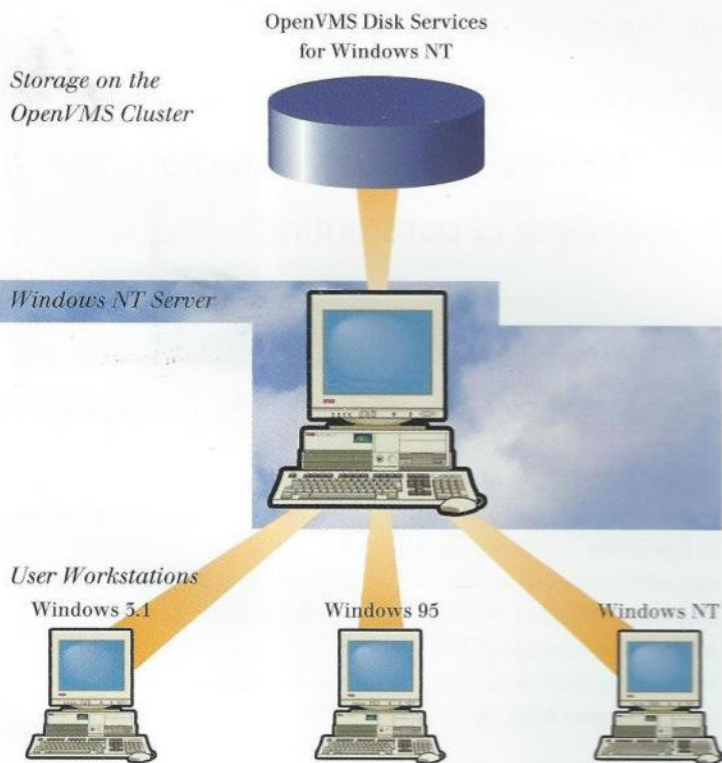 OpenVMS Disk Services
for Windows NT
Storage on the
OpenVMS Cluster
Windows NT Server
User Workstations
Windows 3.1
Windows 95
Windows NT